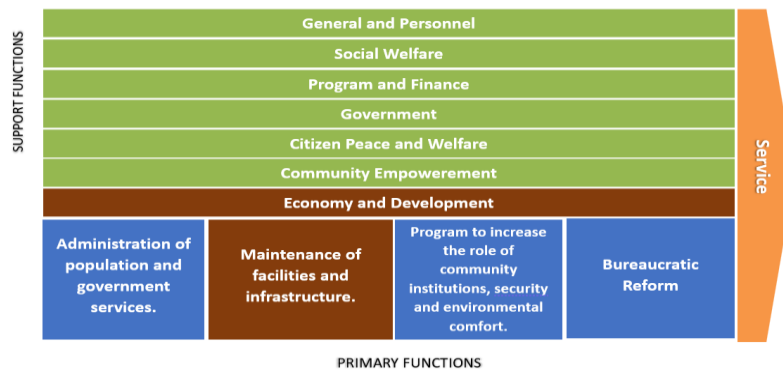 SUPPORT FUNCTIONS
General and Personnel
Social Welfare
Program and Finance
Government
Citizen Peace and Welfare
Community Empowerement
Economy and Development
Administration of
population and
government
services.
Maintenance of
facilities and
infrastructure.
Program to increase
the role of
community
institutions, security
and environmental
comfort.
Bureaucratic
Reform
Service
PRIMARY FUNCTIONS